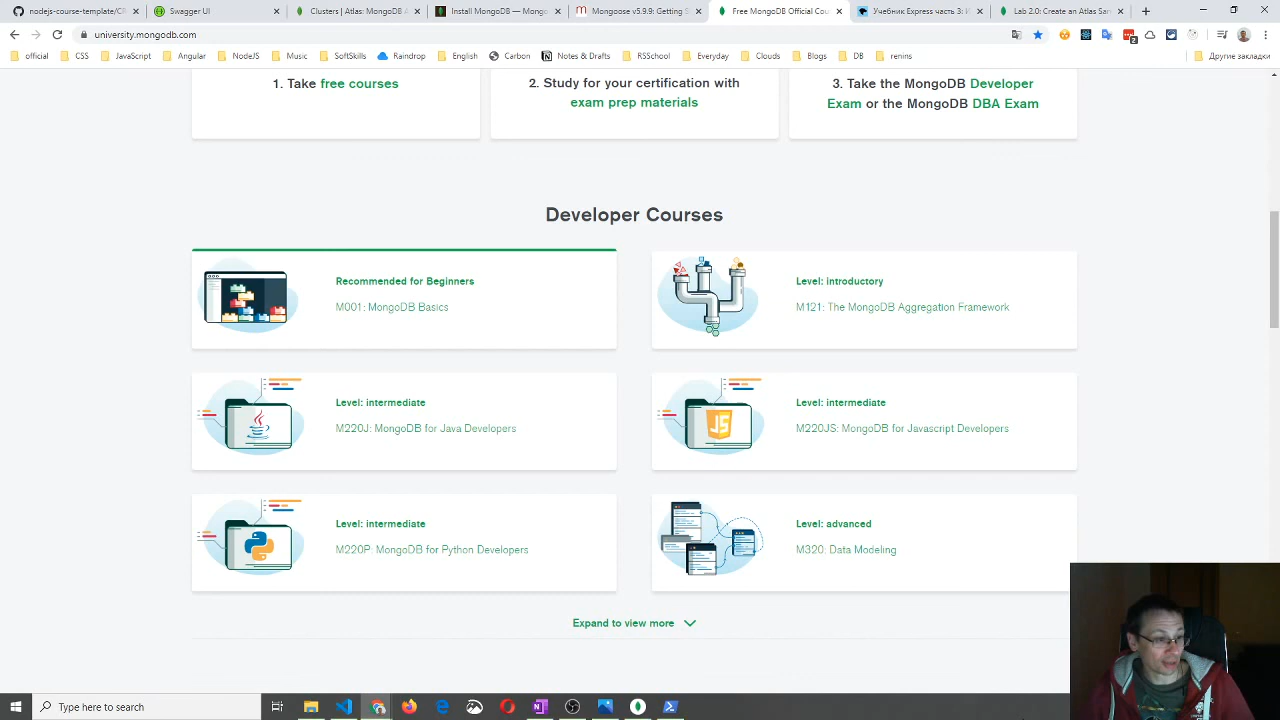 nodejs-course-template/CR
Swagger UI
Clusters | Atlas: MongoDB A
Install MongoDB — Mongo
Mongoose v5.9.9: Getting S
Free MongoDB Official Cou
Учебник Express часть 3: И
Lab 2.0: Create an Atlas San
university.mongodb.com
official
CSS
JavaScript
Angular
NodeJS
Music
Small Apps
Raindrop
English
Carbon
Notes & Drafts
RSSchool
Everyday
Clouds
Blogs
DB
renins
Другие закладки
1. Take free courses
2. Study for your certification with
exam prep materials
3. Take the MongoDB Developer
Exam or the MongoDB DBA Exam
Developer Courses
Recommended for Beginners
M001: MongoDB Basics
Level: introductory
M121: The MongoDB Aggregation Framework
Level: intermediate
M220J: MongoDB for Java Developers
JS
Level: intermediate
M220JS: MongoDB for Javascript Developers
Level: intermediate
M220P: MongoDB for Python Developers
Level: advanced
M320: Data Modeling
Expand to view more
Type here to search